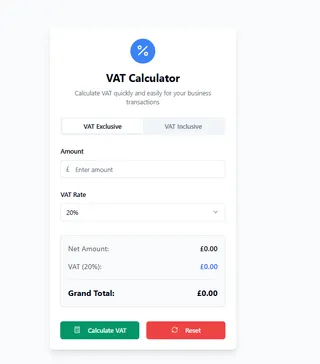 VAT Calculator
Calculate VAT quickly and easily for your business
transactions
VAT Exclusive VAT Inclusive
Amount
£ Enter amount
VAT Rate
20%
Net Amount: £0.00
VAT (20%): £0.00
Grand Total: £0.00
Calculate VAT Reset